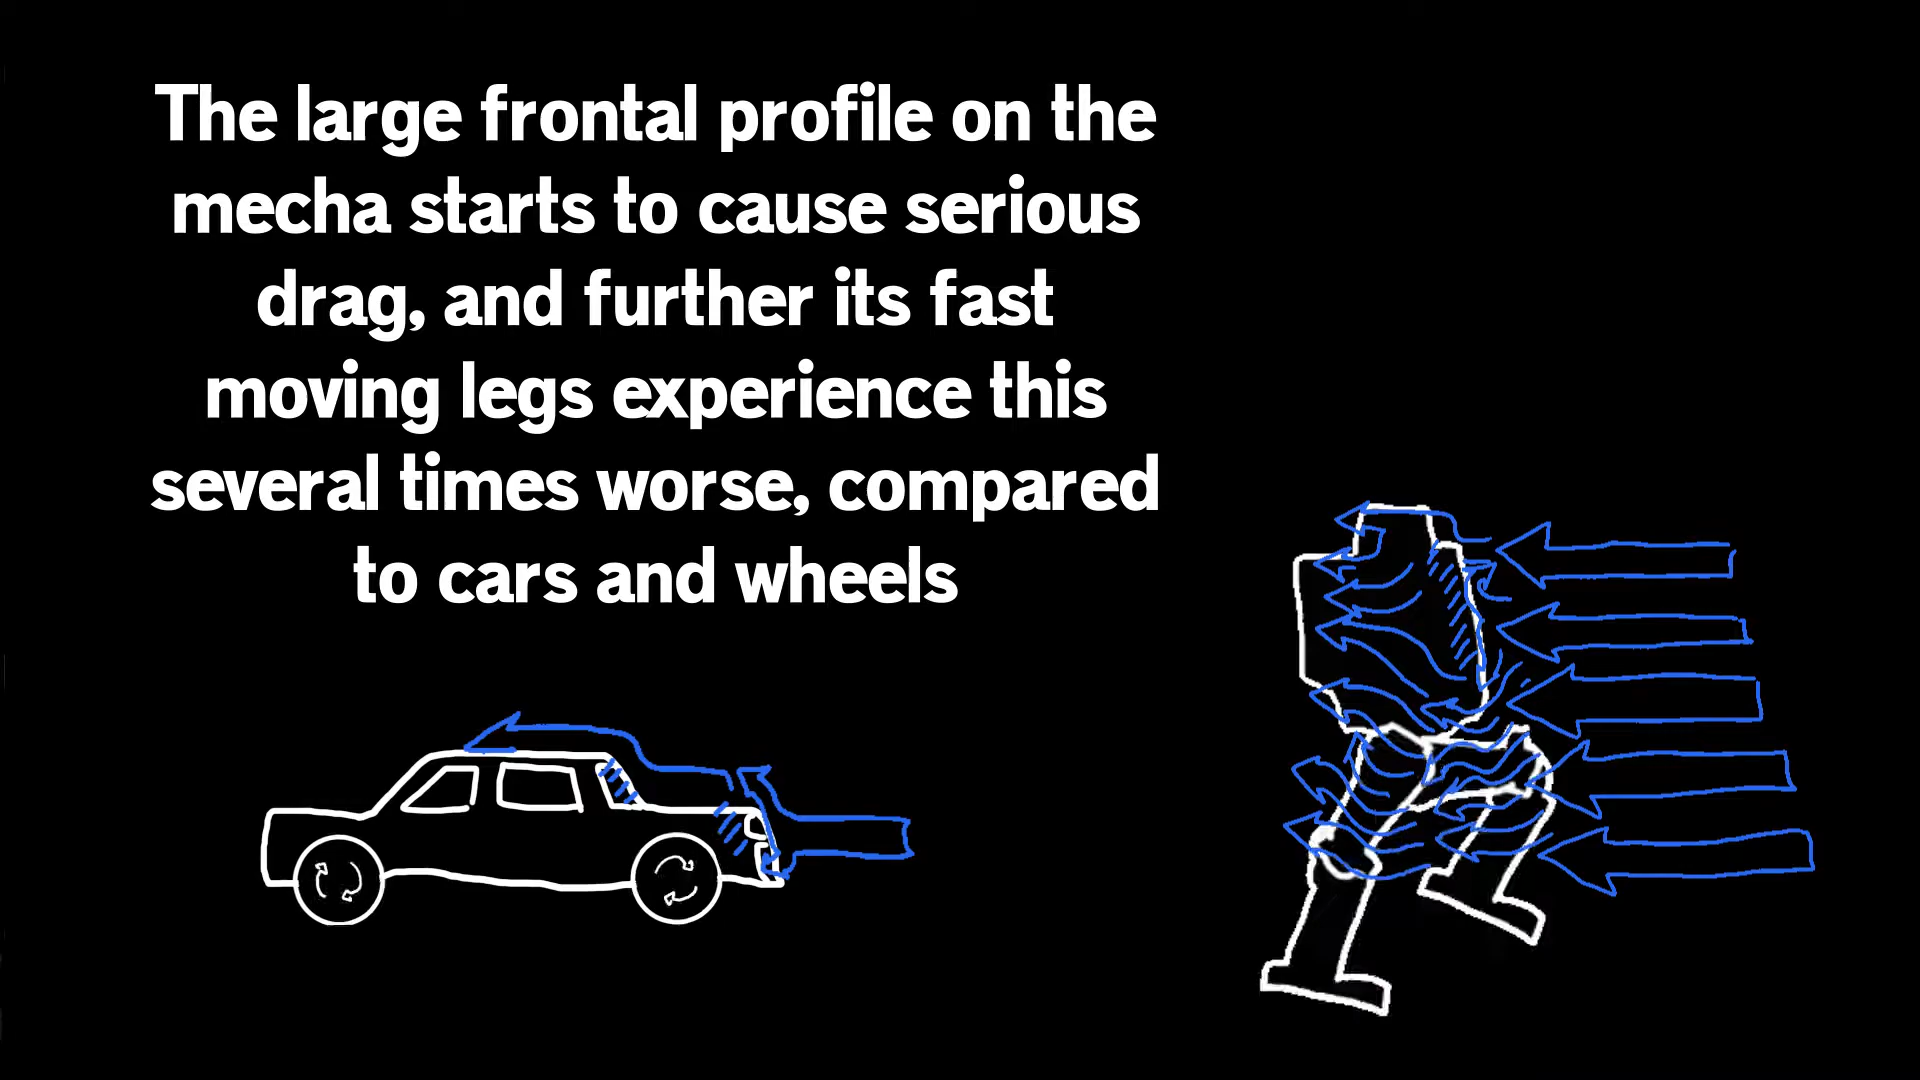 The large frontal profile on the
mecha starts to cause serious
drag, and further its fast
moving legs experience this
several times worse, compared
to cars and wheels